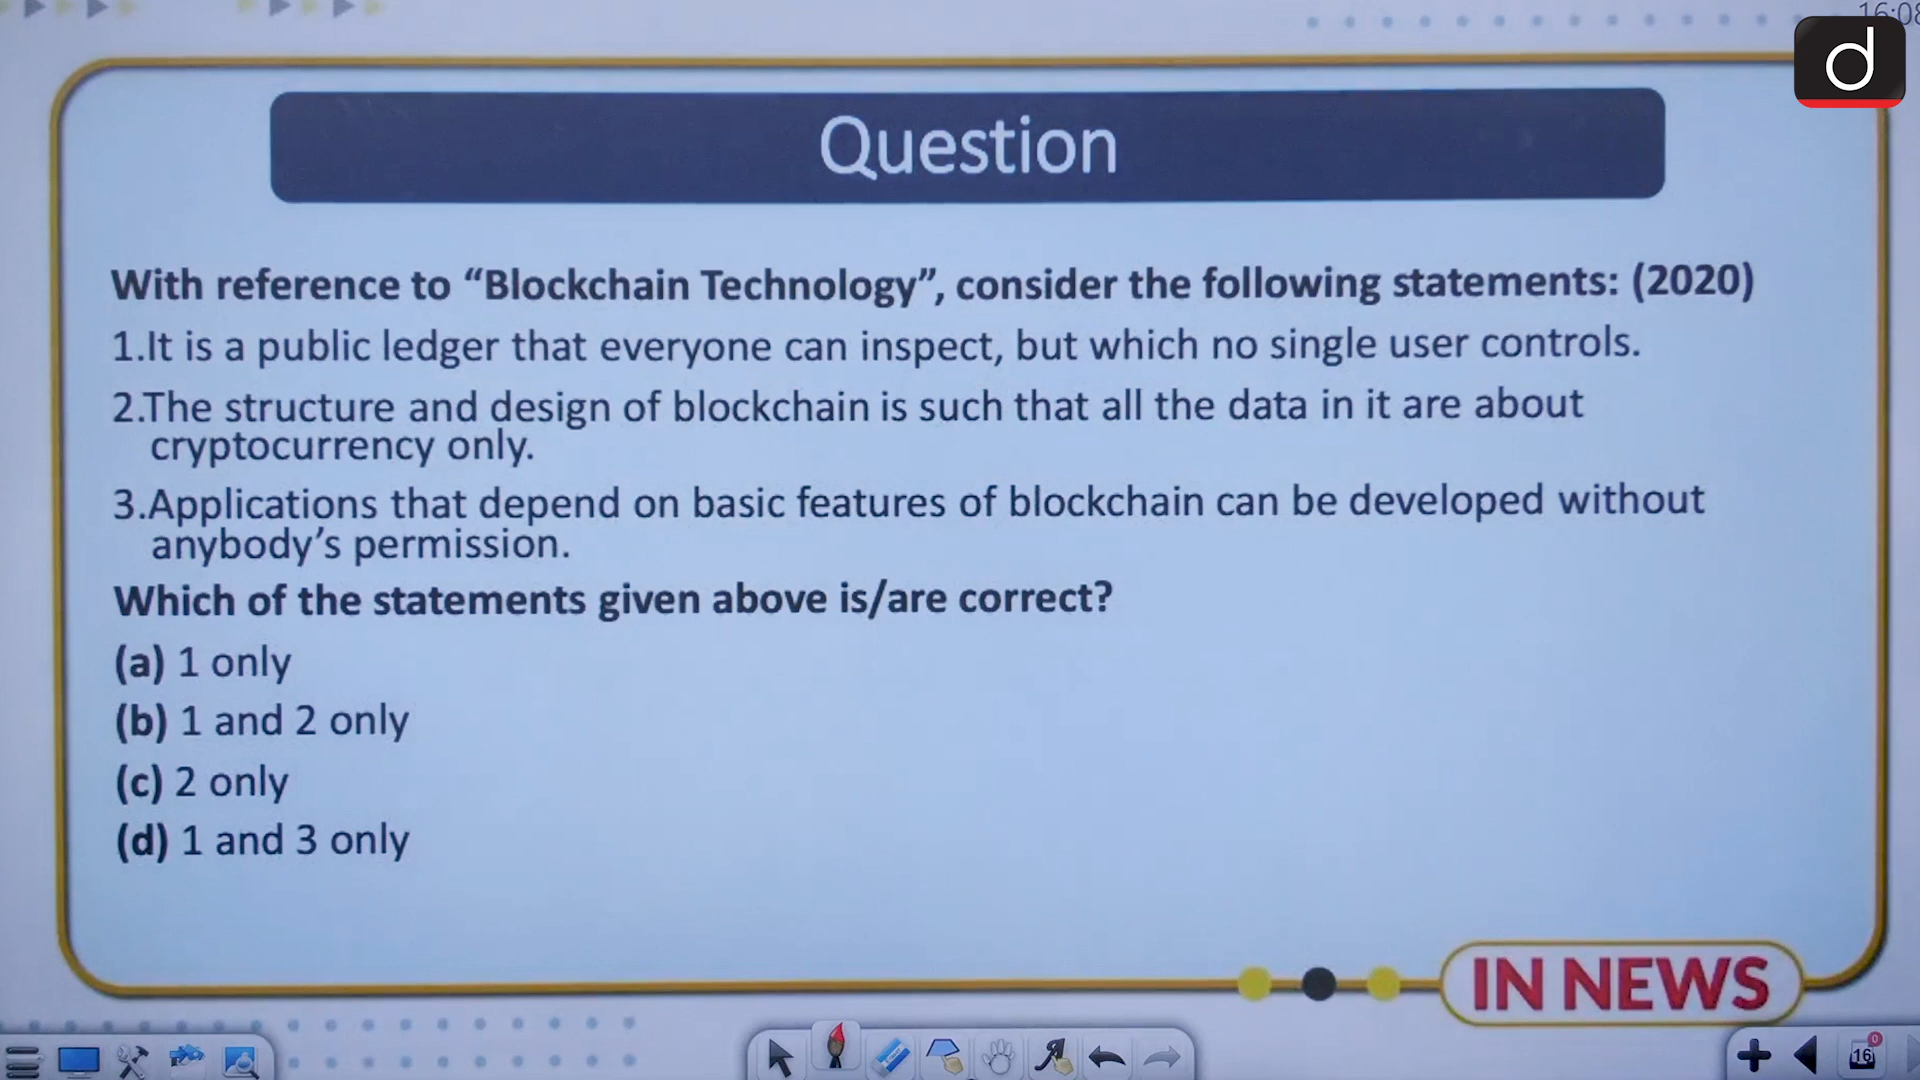 16:08
d
Question
With reference to “Blockchain Technology”, consider the following statements: (2020)
1.It is a public ledger that everyone can inspect, but which no single user controls.
2.The structure and design of blockchain is such that all the data in it are about
cryptocurrency only.
3.Applications that depend on basic features of blockchain can be developed without
anybody’s permission.
Which of the statements given above is/are correct?
(a) 1 only
(b) 1 and 2 only
(c) 2 only
(d) 1 and 3 only
IN NEWS
0
16